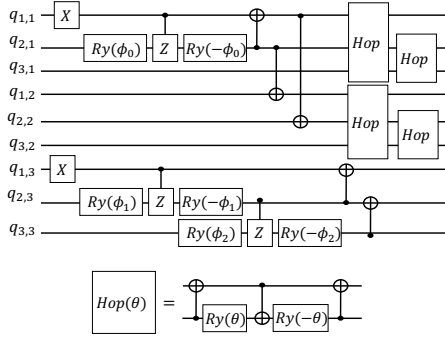 q1,1 X Hop
q2,1 Ry(ϕ0) Z Ry(−ϕ0) Hop
q3,1
q1,2 Hop
q2,2 Hop
q3,2
q1,3 X
q2,3 Ry(ϕ1) Z Ry(−ϕ1)
q3,3 Ry(ϕ2) Z Ry(−ϕ2)
Hop(θ) = Ry(θ) Ry(−θ)